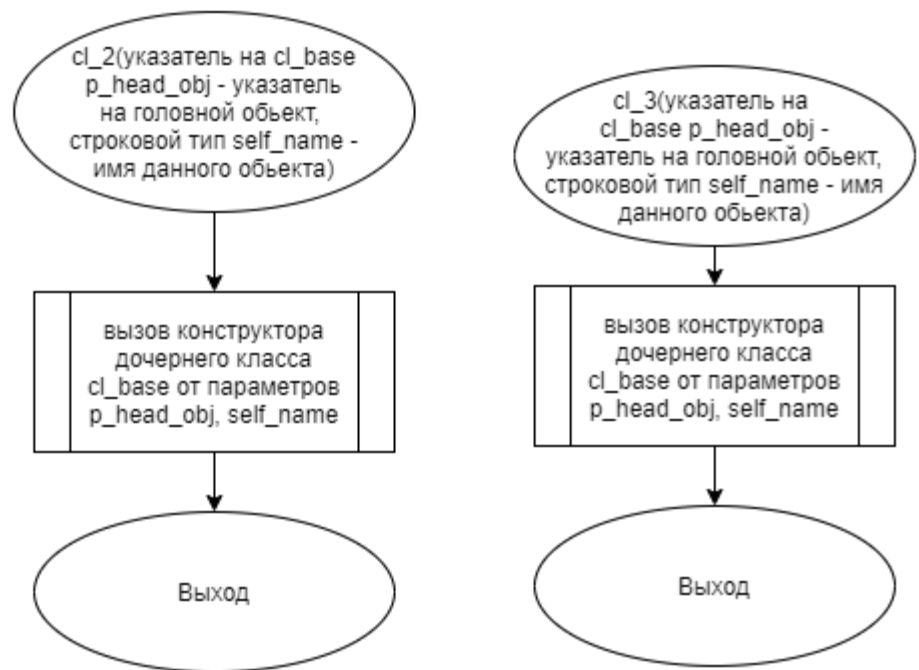 cl_2(указатель на cl_base
p_head_obj - указатель
на головной обьект,
строковой тип self_name -
имя данного обьекта)
вызов конструктора
дочернего класса
cl_base от параметров
p_head_obj, self_name
Выход
cl_3(указатель на
cl_base p_head_obj -
указатель на головной обьект,
строковой тип self_name - имя
данного обьекта)
вызов конструктора
дочернего класса
cl_base от параметров
p_head_obj, self_name
Выход